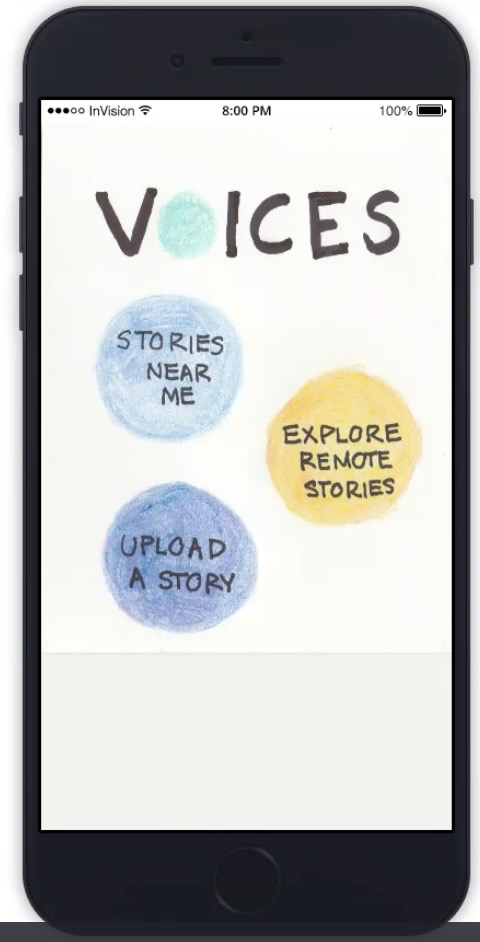 InVision 8:00 PM 100%
VOICES
STORIES
NEAR
ME
EXPLORE
REMOTE
STORIES
UPLOAD
A STORY